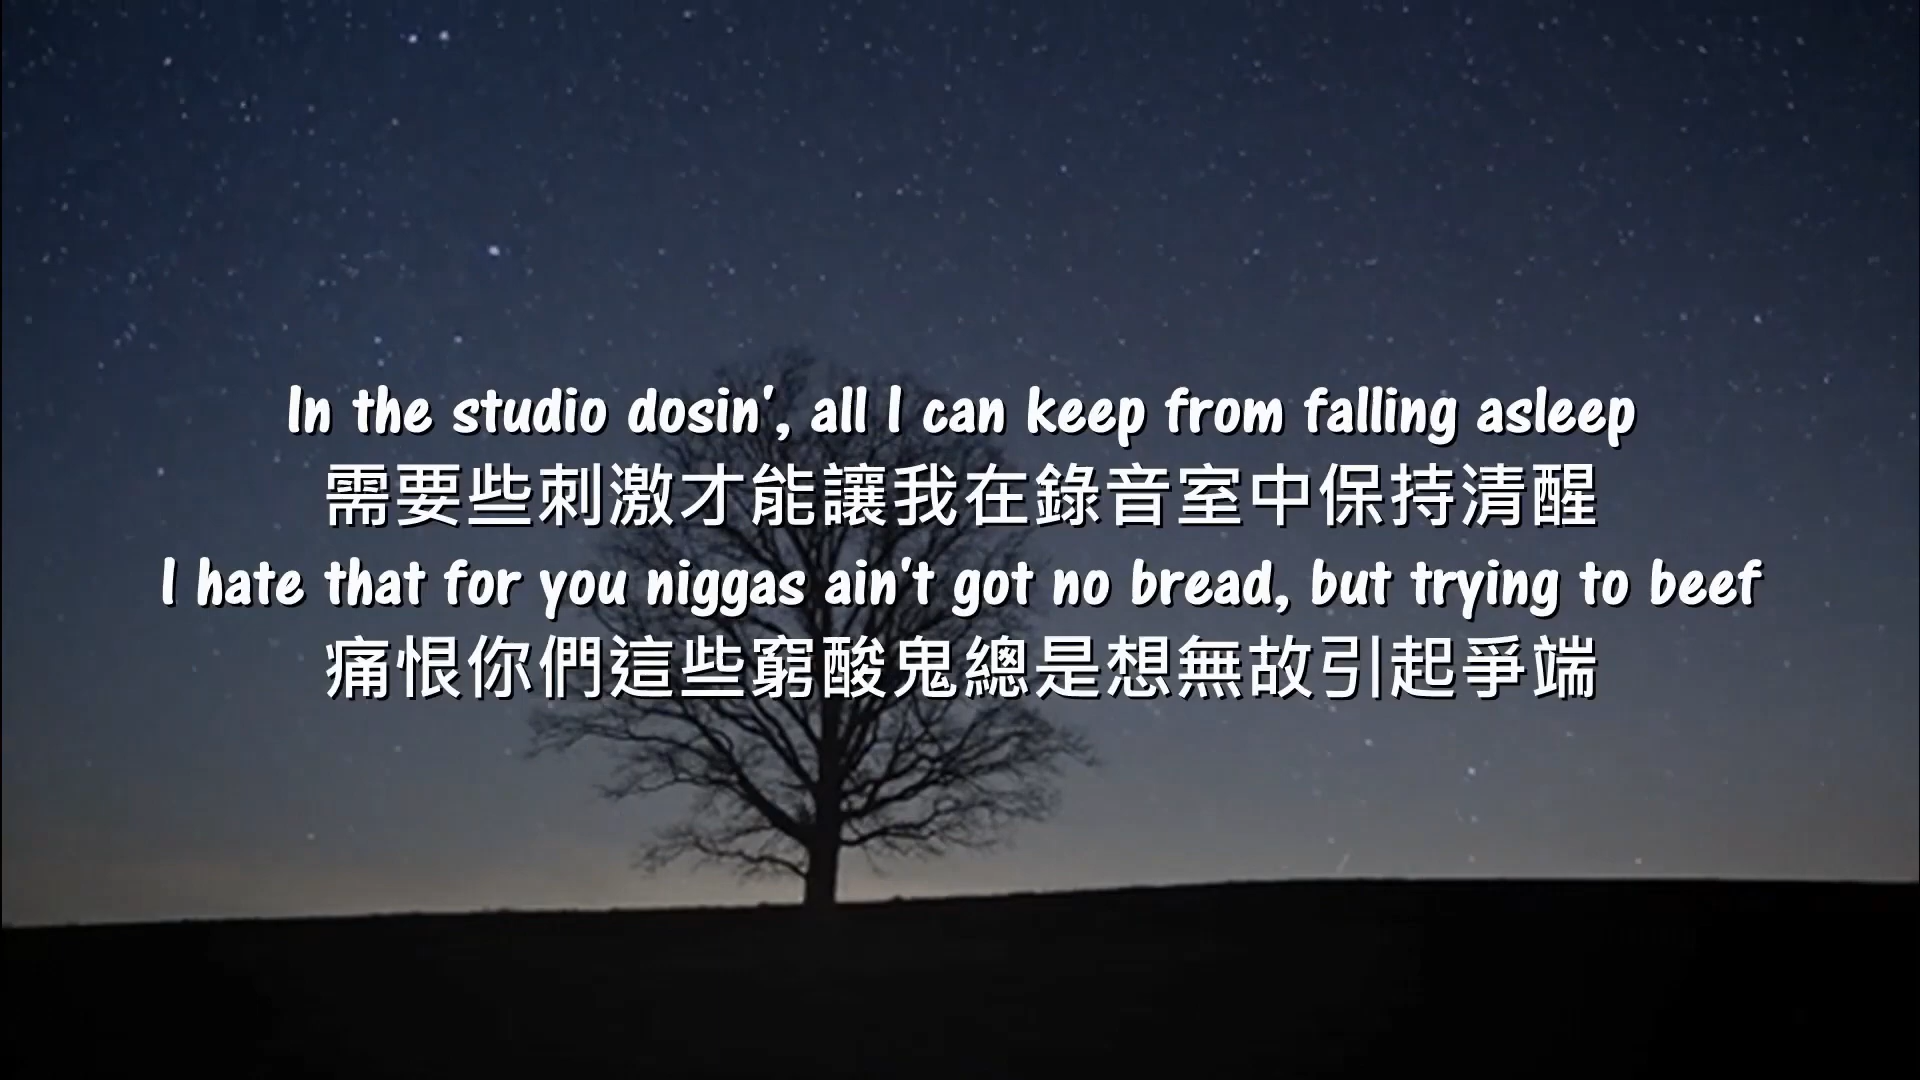 In the studio dosin', all I can keep from falling asleep
需要些刺激才能讓我在錄音室中保持清醒
I hate that for you niggas ain't got no bread, but trying to beef
痛恨你們這些窮酸鬼總是想無故引起爭端